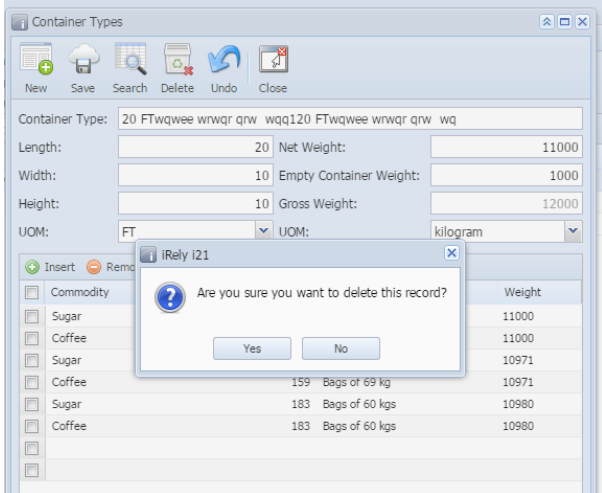 Container Types
New Save Search Delete Undo Close
Container Type: 20 FTwqwee wrwqr qrw wqq120 FTwqwee wrwqr qrw wq
Length: 20 Net Weight: 11000
Width: 10 Empty Container Weight: 1000
Height: 10 Gross Weight: 12000
UOM: FT UOM: kilogram
iRely i21
Insert Remo
Are you sure you want to delete this record?
Commodity Weight
Sugar 11000
Coffee 11000
Yes No
Sugar 10971
Coffee 159 Bags of 69 kg 10971
Sugar 183 Bags of 60 kgs 10980
Coffee 183 Bags of 60 kgs 10980